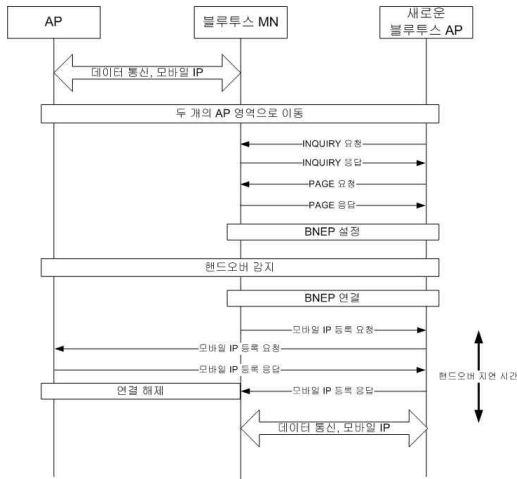 AP
블루투스 MN
새로운
블루투스 AP
데이터 통신, 모바일 IP
두 개의 AP 영역으로 이동
INQUIRY 요청
INQUIRY 응답
PAGE 요청
PAGE 응답
BNEP 설정
핸드오버 감지
BNEP 연결
모바일 IP 등록 요청
모바일 IP 등록 요청
모바일 IP 등록 응답
연결 해제
모바일 IP 등록 응답
핸드오버 지연 시간
데이터 통신, 모바일 IP